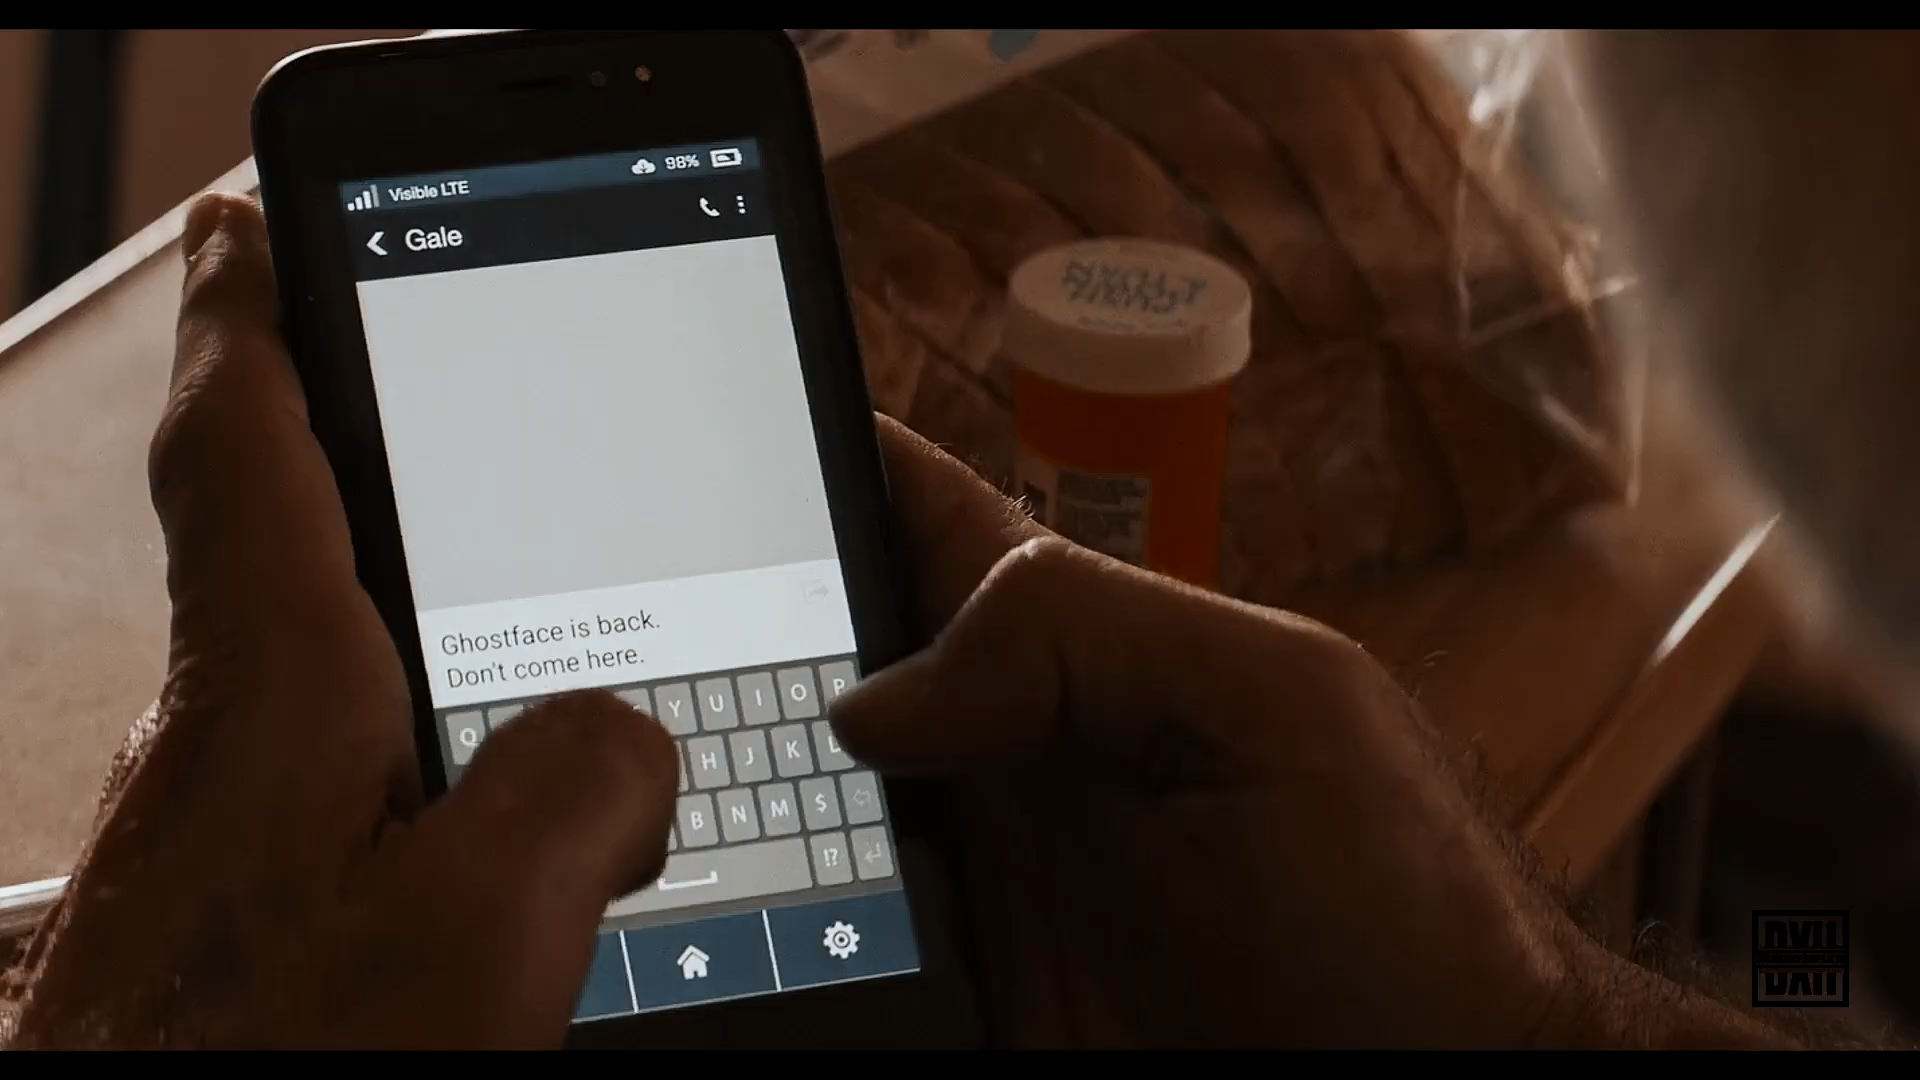 98%
Visible LTE
Gale
Ghostface is back.
Don't come here.
Q Y U I O P
H J K L
B N M $
!?